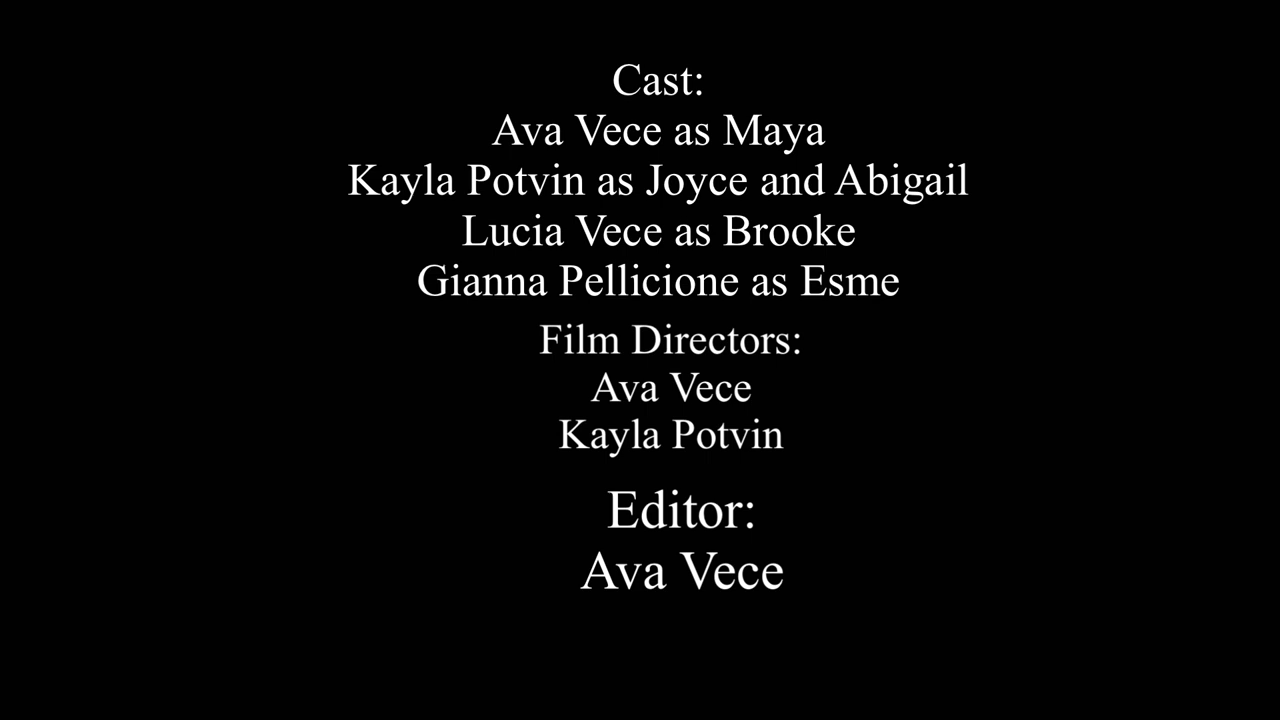 Cast:
Ava Vece as Maya
Kayla Potvin as Joyce and Abigail
Lucia Vece as Brooke
Gianna Pellicione as Esme
Film Directors:
Ava Vece
Kayla Potvin
Editor:
Ava Vece